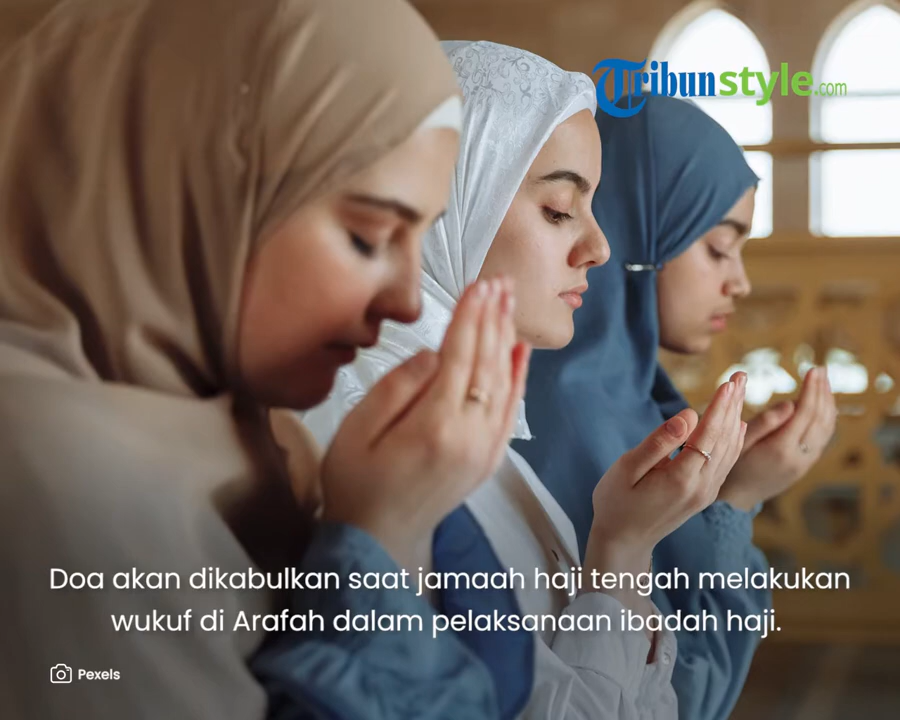 Tribunstyle.com
Doa akan dikabulkan saat jamaah haji tengah melakukan
wukuf di Arafah dalam pelaksanaan ibadah haji.
Pexels